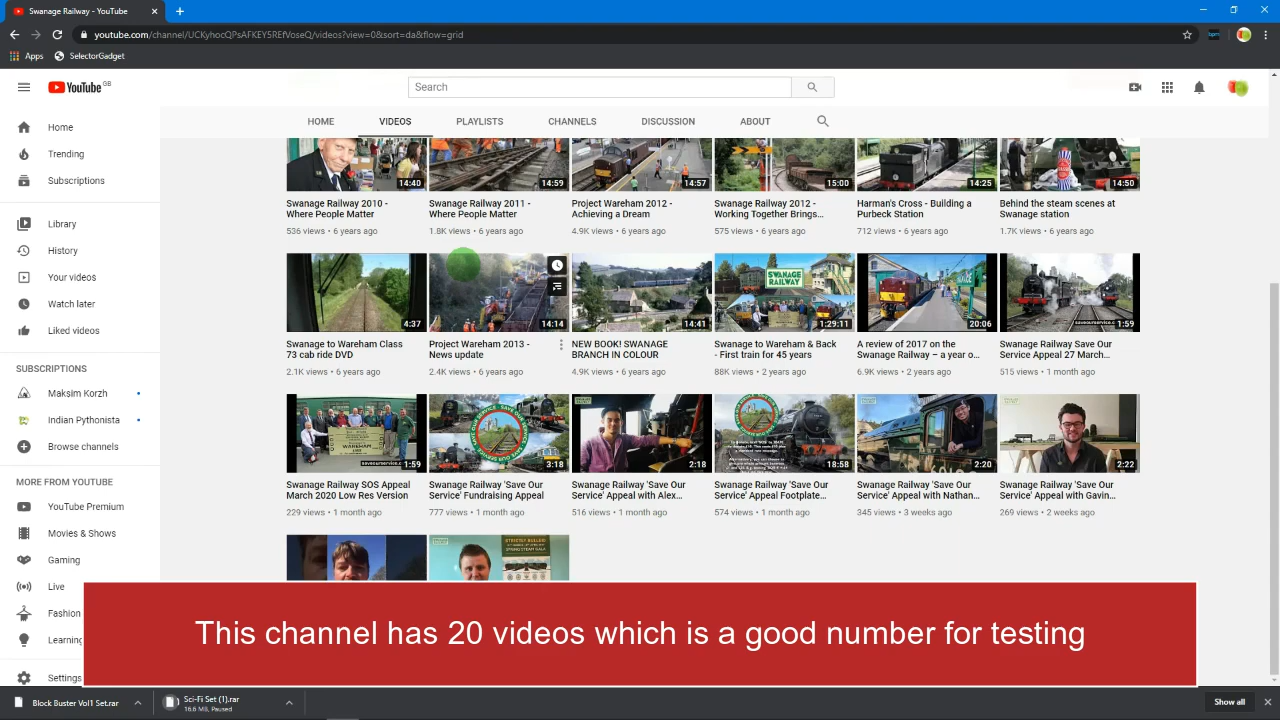 Swanage Railway - YouTube
youtube.com/channel/UCKyhocQPsAFKEY5REfVoseQ/videos?view=0&sort=da&flow=grid
Apps
SelectorGadget
YouTube GB
Search
HOME
VIDEOS
PLAYLISTS
CHANNELS
DISCUSSION
ABOUT
Home
Trending
Subscriptions
Library
History
Your videos
Watch later
Liked videos
SUBSCRIPTIONS
Maksim Korzh
Indian Pythonista
Browse channels
MORE FROM YOUTUBE
YouTube Premium
Movies & Shows
Gaming
Live
Fashion
Learning
Settings
14:40
14:59
14:57
15:00
14:25
14:50
Swanage Railway 2010 -
Where People Matter
536 views • 6 years ago
Swanage Railway 2011 -
Where People Matter
1.8K views • 6 years ago
Project Wareham 2012 -
Achieving a Dream
4.9K views • 6 years ago
Swanage Railway 2012 -
Working Together Brings...
575 views • 6 years ago
Harman's Cross - Building a
Purbeck Station
712 views • 6 years ago
Behind the steam scenes at
Swanage station
1.7K views • 6 years ago
4:37
14:14
14:41
SWANAGE
RAILWAY
1:29:11
20:06
saveourservice.c
1:59
Swanage to Wareham Class
73 cab ride DVD
2.1K views • 6 years ago
Project Wareham 2013 -
News update
2.4K views • 6 years ago
NEW BOOK! SWANAGE
BRANCH IN COLOUR
4.9K views • 6 years ago
Swanage to Wareham & Back
- First train for 45 years
88K views • 2 years ago
A review of 2017 on the
Swanage Railway – a year o...
6.9K views • 2 years ago
Swanage Railway Save Our
Service Appeal 27 March...
515 views • 1 month ago
WAREHAM
saveourservice.c
1:59
3:18
2:18
18:58
2:20
2:22
Swanage Railway SOS Appeal
March 2020 Low Res Version
229 views • 1 month ago
Swanage Railway 'Save Our
Service' Fundraising Appeal
777 views • 1 month ago
Swanage Railway 'Save Our
Service' Appeal with Alex...
516 views • 1 month ago
Swanage Railway 'Save Our
Service' Appeal Footplate...
574 views • 1 month ago
Swanage Railway 'Save Our
Service' Appeal with Nathan...
345 views • 3 weeks ago
Swanage Railway 'Save Our
Service' Appeal with Gavin...
269 views • 2 weeks ago
This channel has 20 videos which is a good number for testing
Block Buster Vol1 Set.rar
Sci-Fi Set (1).rar
16.6 MB, Paused
Show all